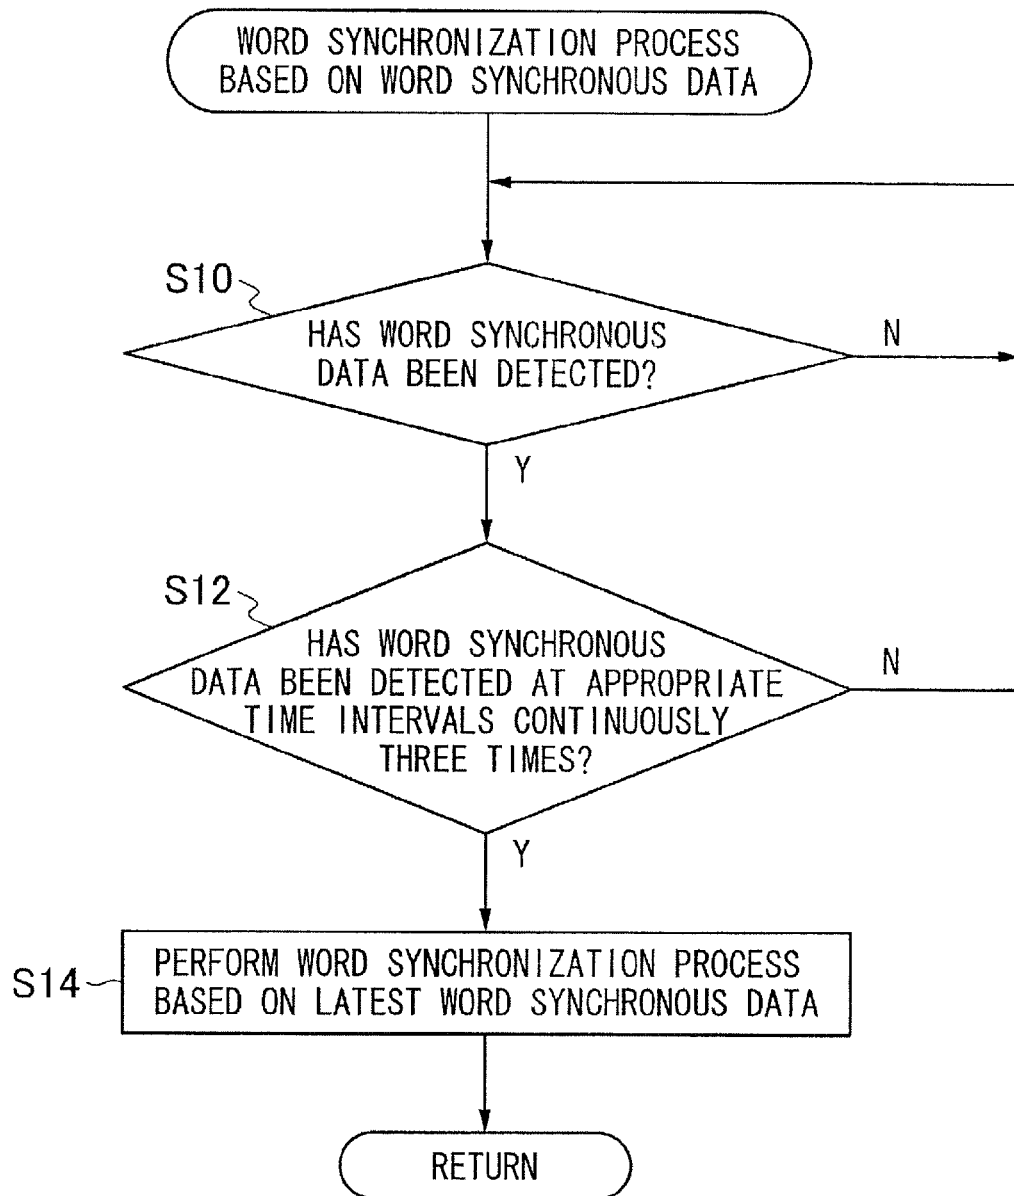 WORD SYNCHRONIZATION PROCESS
BASED ON WORD SYNCHRONOUS DATA
S10
HAS WORD SYNCHRONOUS
DATA BEEN DETECTED?
N
Y
S12
HAS WORD SYNCHRONOUS
DATA BEEN DETECTED AT APPROPRIATE
TIME INTERVALS CONTINUOUSLY
THREE TIMES?
N
Y
S14
PERFORM WORD SYNCHRONIZATION PROCESS
BASED ON LATEST WORD SYNCHRONOUS DATA
RETURN